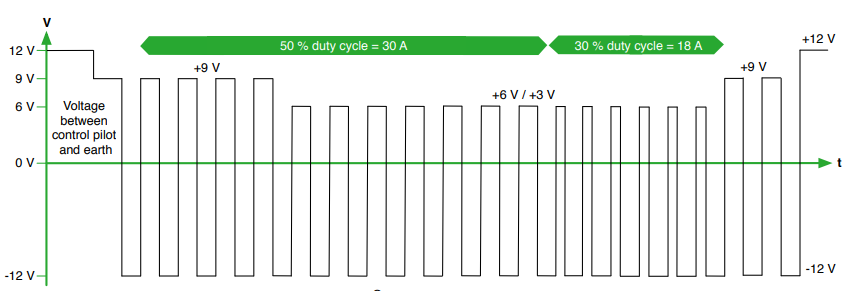 V
50 % duty cycle = 30 A
30 % duty cycle = 18 A
+12 V
12 V
+9 V
+9 V
9 V
+6 V / +3 V
6 V
Voltage
between
control pilot
and earth
0 V
t
-12 V
-12 V